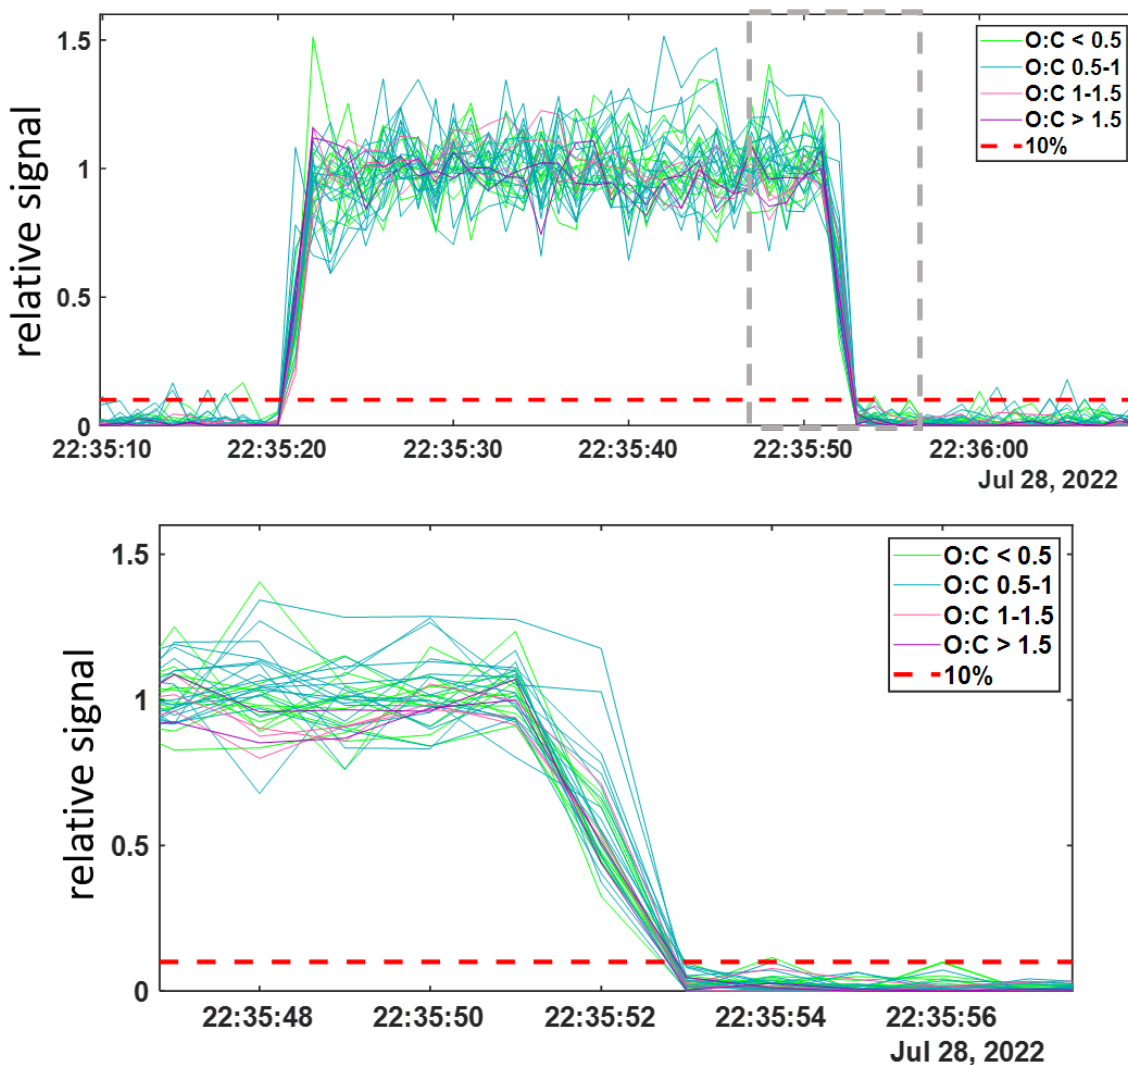 relative signal
1.5
1
0.5
0
O:C < 0.5
O:C 0.5-1
O:C 1-1.5
O:C > 1.5
10%
22:35:10 22:35:20 22:35:30 22:35:40 22:35:50 22:36:00
Jul 28, 2022
relative signal
1.5
1
0.5
0
O:C < 0.5
O:C 0.5-1
O:C 1-1.5
O:C > 1.5
10%
22:35:48 22:35:50 22:35:52 22:35:54 22:35:56
Jul 28, 2022